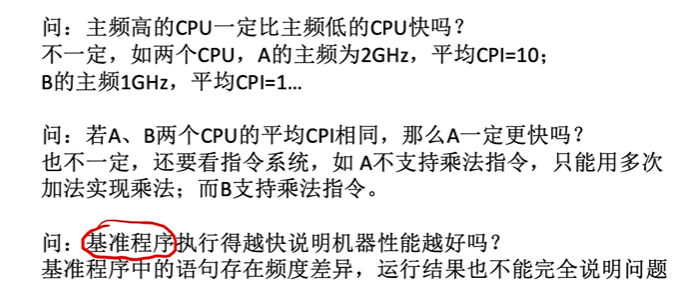 问：主频高的CPU一定比主频低的CPU快吗？
不一定，如两个CPU，A的主频为2GHz，平均CPI=10；
B的主频1GHz，平均CPI=1…
问：若A、B两个CPU的平均CPI相同，那么A一定更快吗？
也不一定，还要看指令系统，如 A不支持乘法指令，只能用多次
加法实现乘法；而B支持乘法指令。
问：基准程序执行得越快说明机器性能越好吗？
基准程序中的语句存在频度差异，运行结果也不能完全说明问题